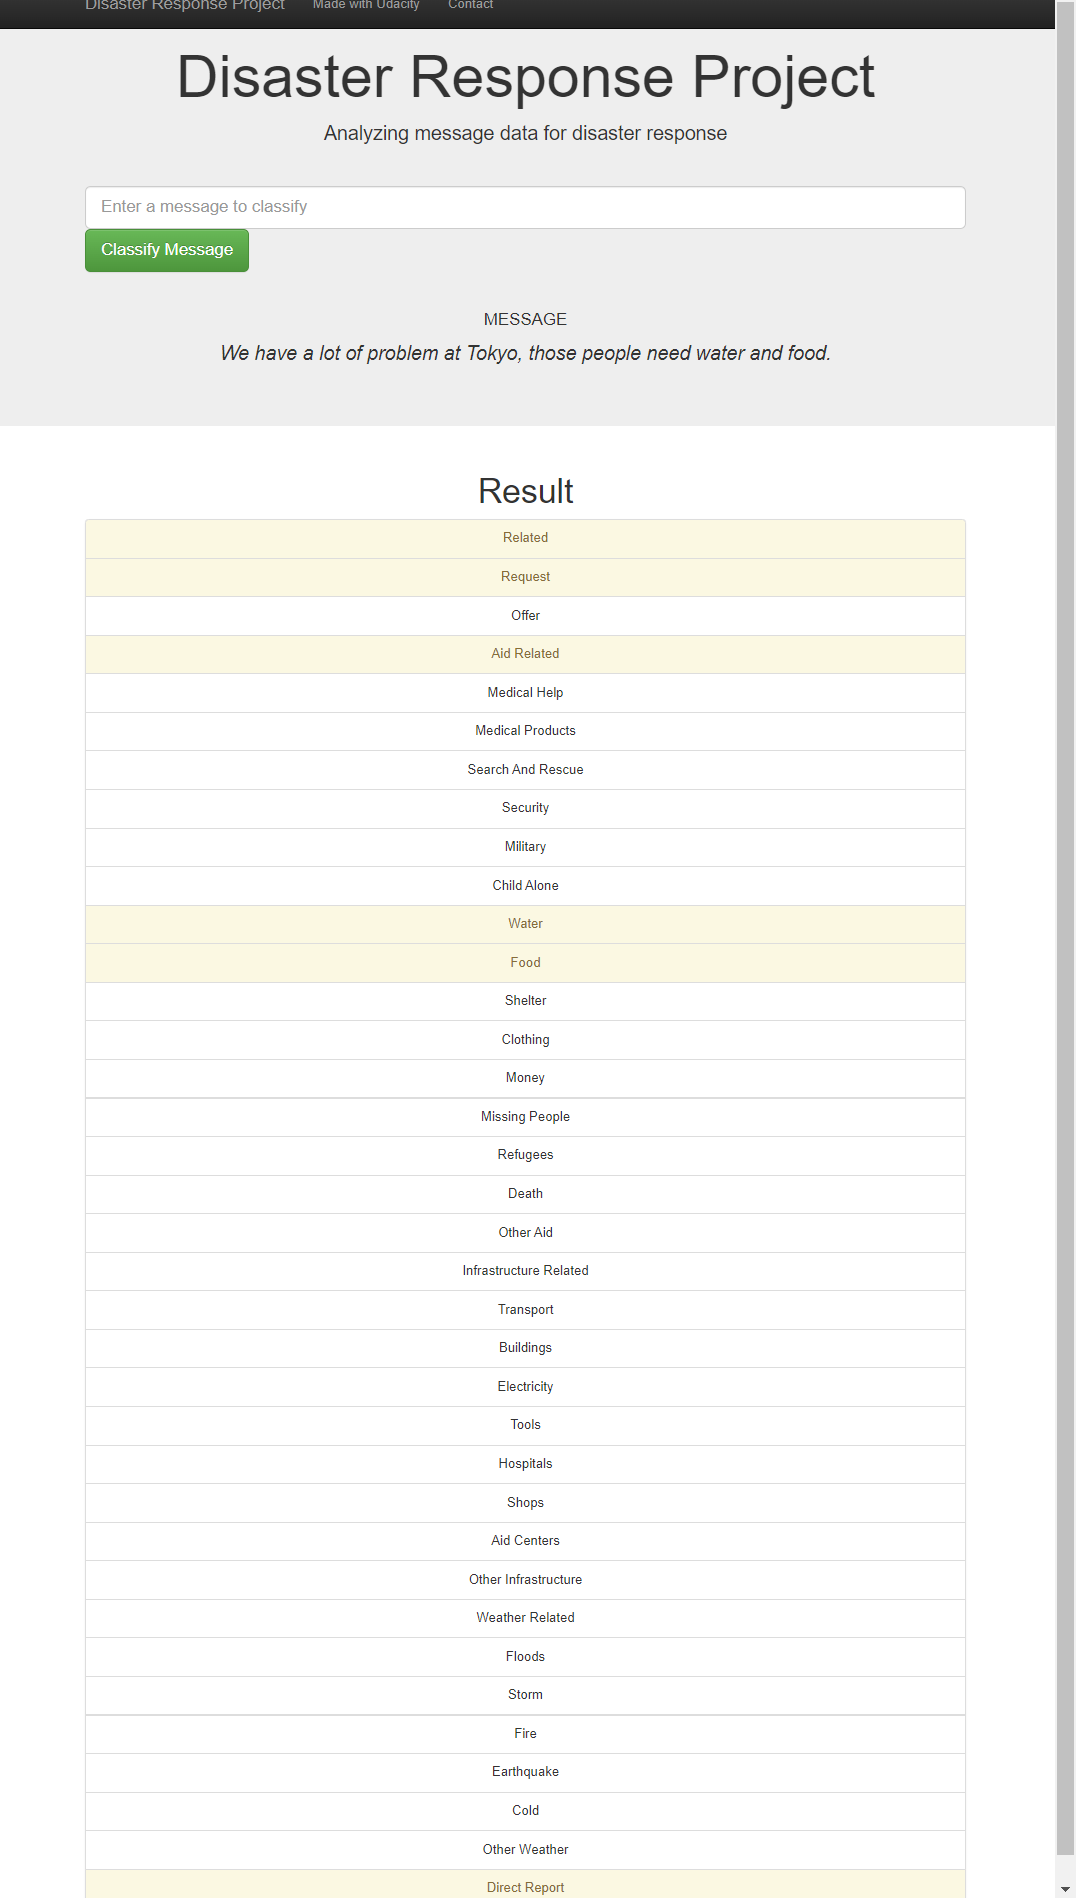 Disaster Response Project Made with Udacity Contact
Disaster Response Project
Analyzing message data for disaster response
Enter a message to classify
Classify Message
MESSAGE
We have a lot of problem at Tokyo, those people need water and food.
Result
Related
Request
Offer
Aid Related
Medical Help
Medical Products
Search And Rescue
Security
Military
Child Alone
Water
Food
Shelter
Clothing
Money
Missing People
Refugees
Death
Other Aid
Infrastructure Related
Transport
Buildings
Electricity
Tools
Hospitals
Shops
Aid Centers
Other Infrastructure
Weather Related
Floods
Storm
Fire
Earthquake
Cold
Other Weather
Direct Report